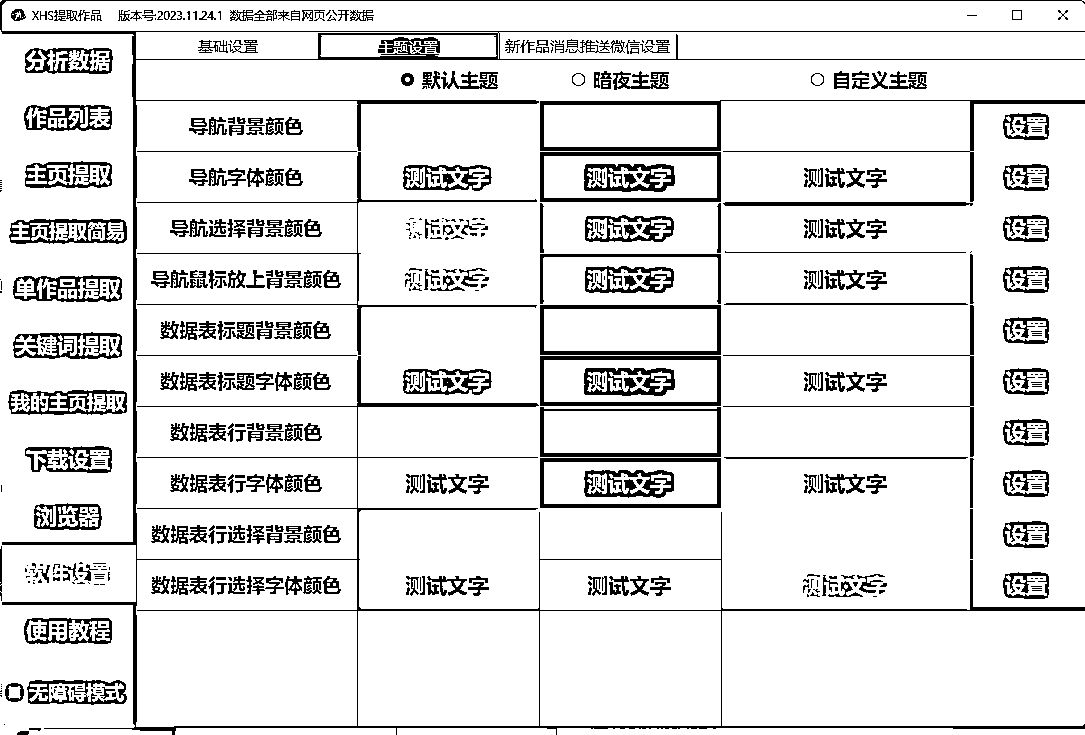 XHS提取作品 版本号:2023.11.24.1 数据全部来自网页公开数据
分析数据
作品列表
主页提取
主页提取简易
单作品提取
关键词提取
我的主页提取
下载设置
浏览器
软件设置
使用教程
无障碍模式
基础设置 主题设置 新作品消息推送微信设置
默认主题 暗夜主题 自定义主题
导航背景颜色 设置
导航字体颜色 测试文字 测试文字 测试文字 设置
导航选择背景颜色 测试文字 测试文字 测试文字 设置
导航鼠标放上背景颜色 测试文字 测试文字 测试文字 设置
数据表标题背景颜色 设置
数据表标题字体颜色 测试文字 测试文字 测试文字 设置
数据表行背景颜色 设置
数据表行字体颜色 测试文字 测试文字 测试文字 设置
数据表行选择背景颜色 设置
数据表行选择字体颜色 测试文字 测试文字 测试文字 设置